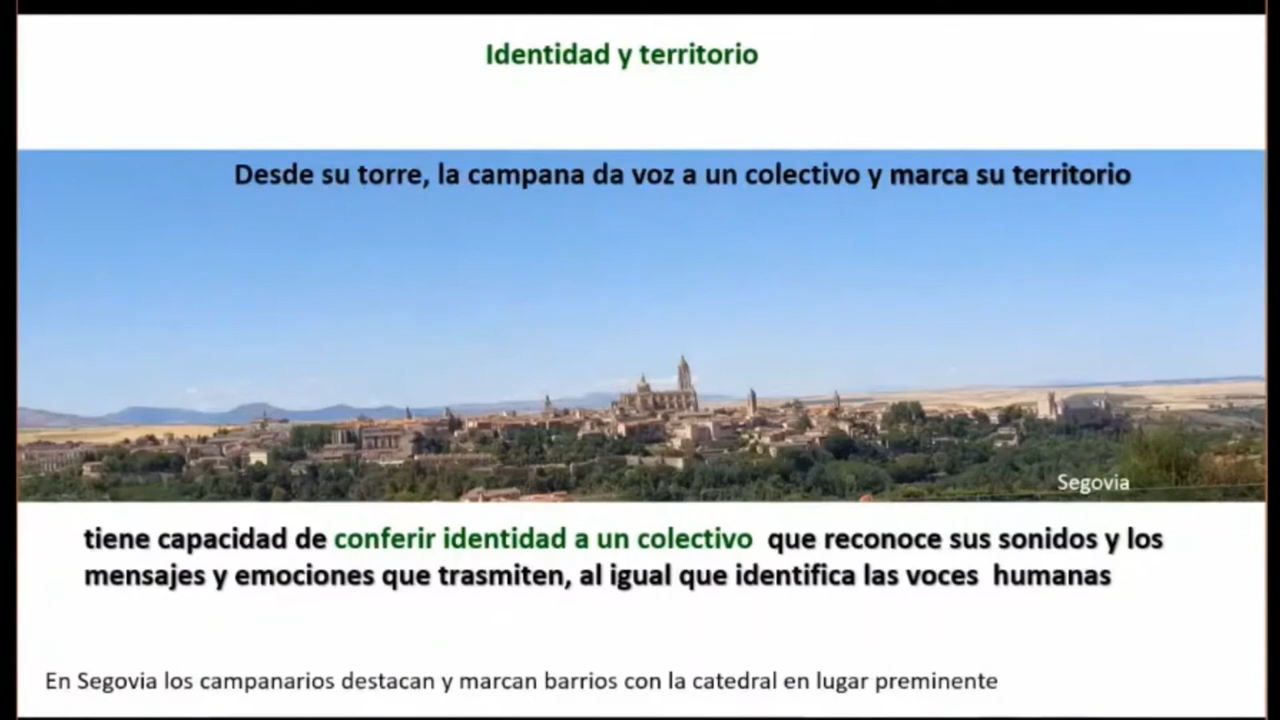 Identidad y territorio
Desde su torre, la campana da voz a un colectivo y marca su territorio
Segovia
tiene capacidad de conferir identidad a un colectivo que reconoce sus sonidos y los
mensajes y emociones que trasmiten, al igual que identifica las voces humanas
En Segovia los campanarios destacan y marcan barrios con la catedral en lugar preminente